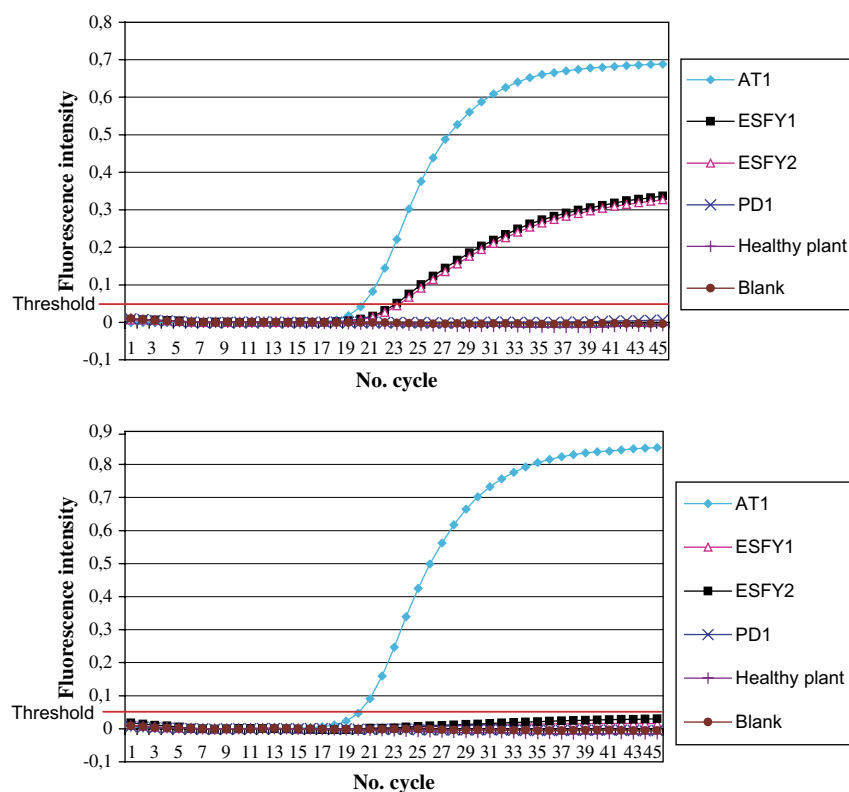 0,8
0,7
0,6
0,5
0,4
0,3
0,2
0,1
0
-0,1
Fluorescence intensity
Threshold
1 3 5 7 9 11 13 15 17 19 21 23 25 27 29 31 33 35 37 39 41 43 45
No. cycle
AT1
ESFY1
ESFY2
PD1
Healthy plant
Blank
0,9
0,8
0,7
0,6
0,5
0,4
0,3
0,2
0,1
0
-0,1
Fluorescence intensity
Threshold
1 3 5 7 9 11 13 15 17 19 21 23 25 27 29 31 33 35 37 39 41 43 45
No. cycle
AT1
ESFY1
ESFY2
PD1
Healthy plant
Blank